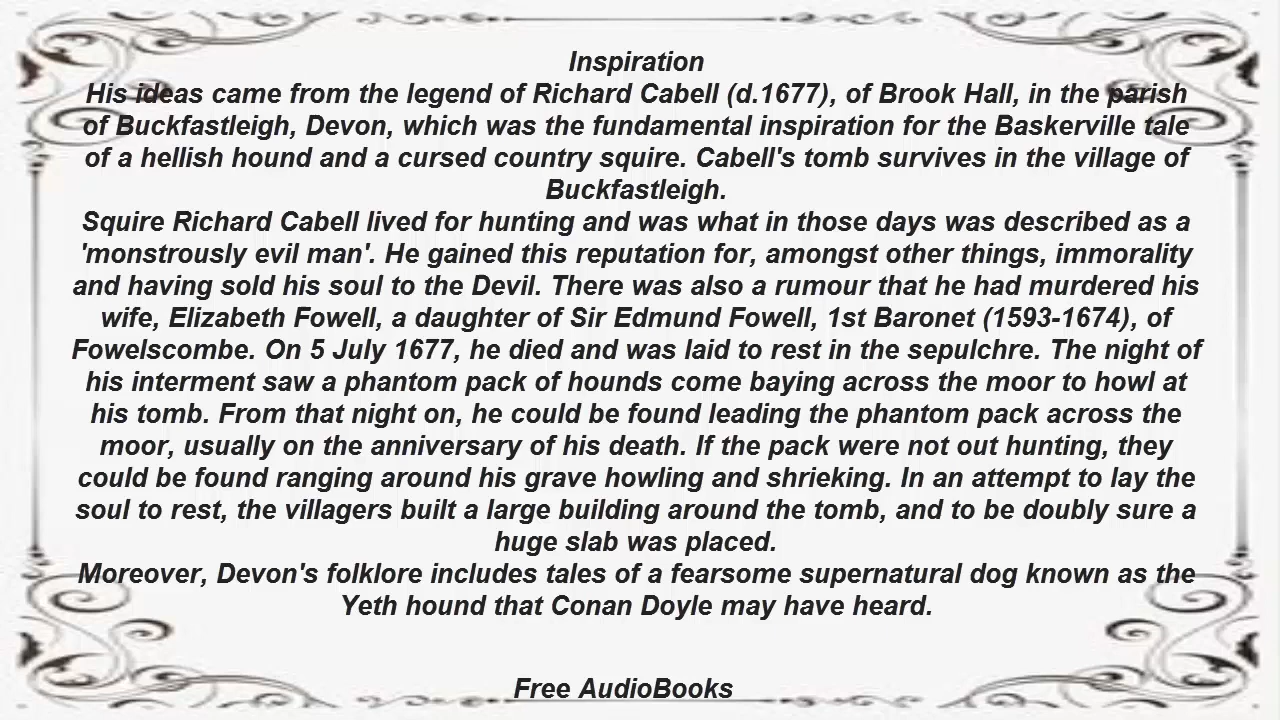 Inspiration
His ideas came from the legend of Richard Cabell (d.1677), of Brook Hall, in the parish
of Buckfastleigh, Devon, which was the fundamental inspiration for the Baskerville tale
of a hellish hound and a cursed country squire. Cabell's tomb survives in the village of
Buckfastleigh.
Squire Richard Cabell lived for hunting and was what in those days was described as a
'monstrously evil man'. He gained this reputation for, amongst other things, immorality
and having sold his soul to the Devil. There was also a rumour that he had murdered his
wife, Elizabeth Fowell, a daughter of Sir Edmund Fowell, 1st Baronet (1593-1674), of
Fowelscombe. On 5 July 1677, he died and was laid to rest in the sepulchre. The night of
his interment saw a phantom pack of hounds come baying across the moor to howl at
his tomb. From that night on, he could be found leading the phantom pack across the
moor, usually on the anniversary of his death. If the pack were not out hunting, they
could be found ranging around his grave howling and shrieking. In an attempt to lay the
soul to rest, the villagers built a large building around the tomb, and to be doubly sure a
huge slab was placed.
Moreover, Devon's folklore includes tales of a fearsome supernatural dog known as the
Yeth hound that Conan Doyle may have heard.
Free AudioBooks